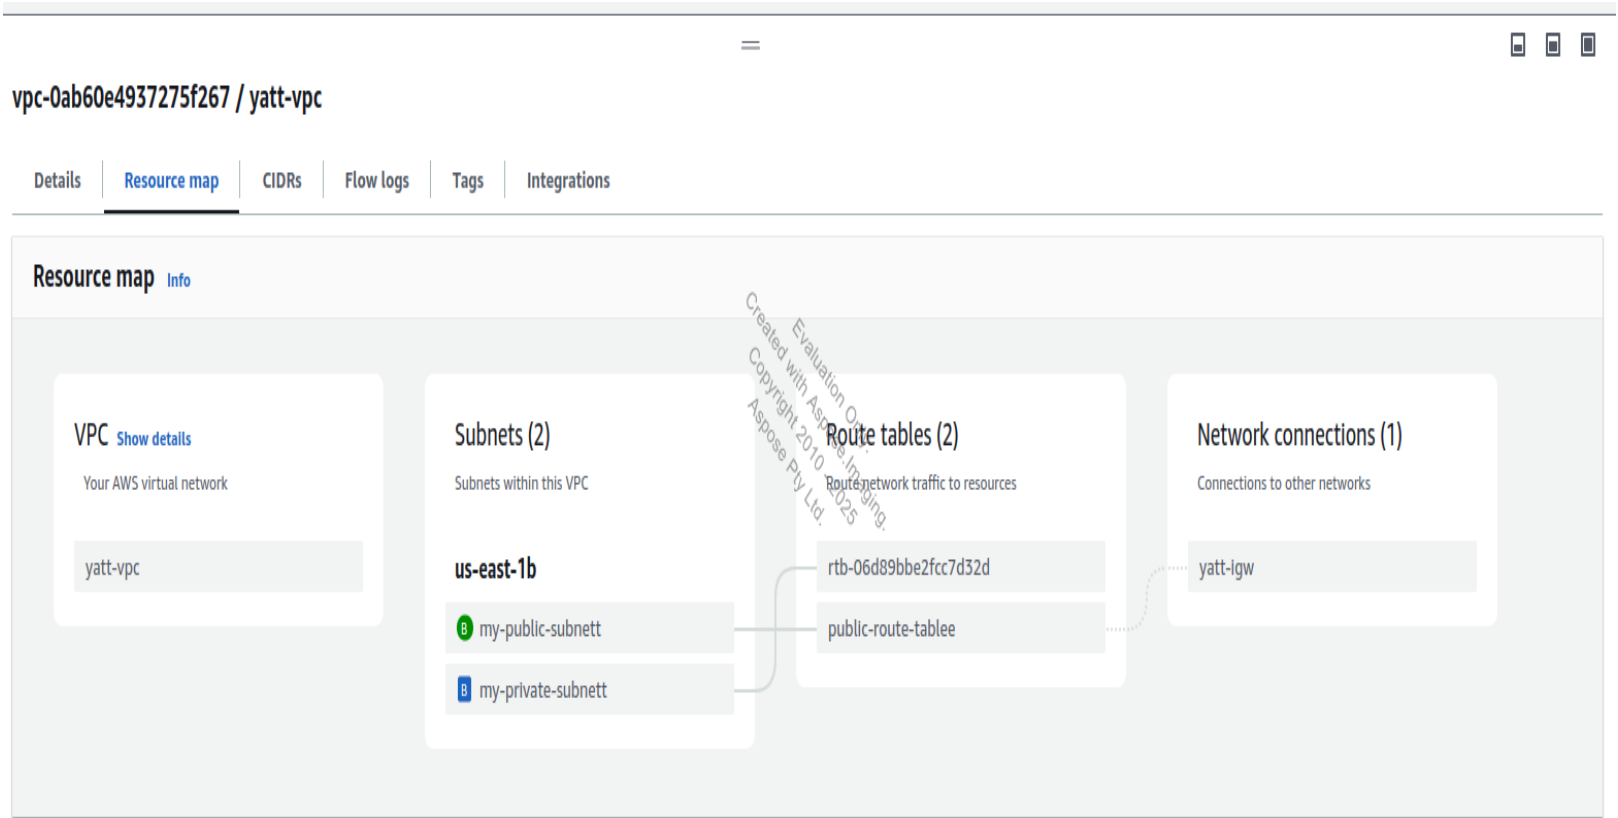 vpc-0ab60e4937275f267 / yatt-vpc
Details
Resource map
CIDRs
Flow logs
Tags
Integrations
Resource map Info
VPC Show details
Your AWS virtual network
yatt-vpc
Subnets (2)
Subnets within this VPC
us-east-1b
B my-public-subnett
B my-private-subnett
Route tables (2)
Route network traffic to resources
rtb-06d89bbe2fcc7d32d
public-route-tablee
Network connections (1)
Connections to other networks
yatt-igw
Evaluation Only.
Created with Aspose.Imaging.
Copyright 2010-2025
Aspose Pty Ltd.